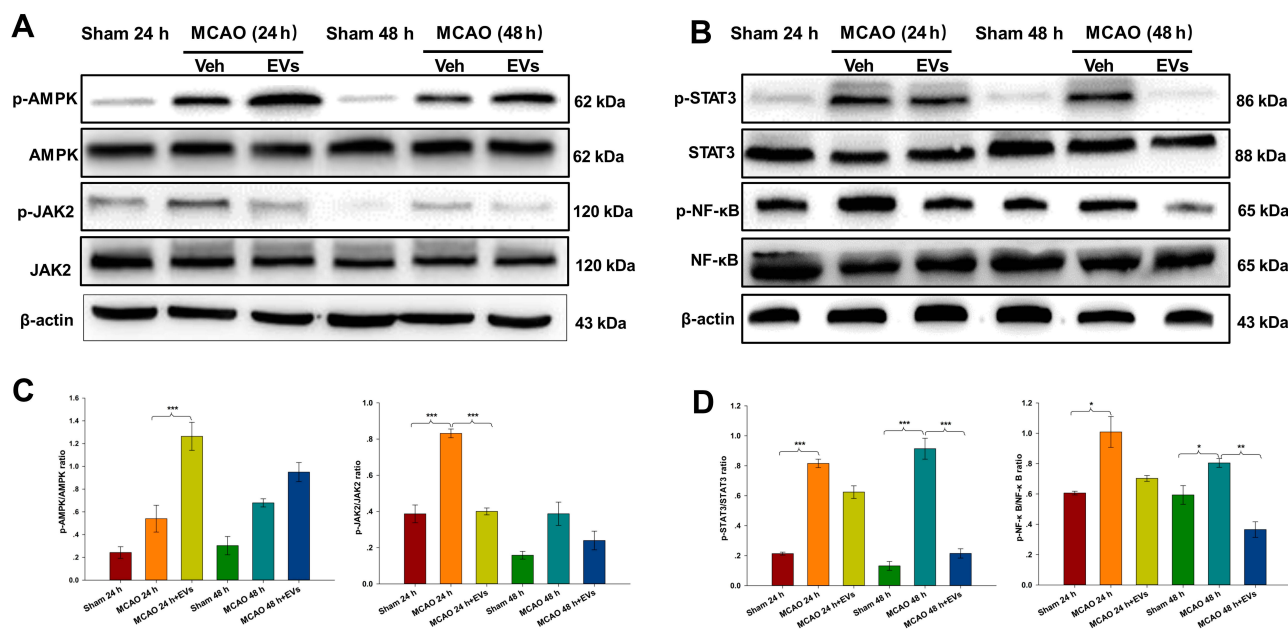 A
Sham 24 h MCAO (24h) Sham 48 h MCAO (48h)
Veh EVs Veh EVs
p-AMPK 62 kDa
AMPK 62 kDa
p-JAK2 120 kDa
JAK2 120 kDa
β-actin 43 kDa
B
Sham 24 h MCAO (24h) Sham 48 h MCAO (48h)
Veh EVs Veh EVs
p-STAT3 86 kDa
STAT3 88 kDa
p-NF-κB 65 kDa
NF-κB 65 kDa
β-actin 43 kDa
C
p-AMPK/AMPK ratio
1.6
1.4
1.2
1.0
.8
.6
.4
.2
0.0
***
Sham 24 h MCAO 24 h MCAO 24 h+EVs Sham 48 h MCAO 48 h MCAO 48 h+EVs
p-JAK2/JAK2 ratio
1.0
.8
.6
.4
.2
0.0
*** ***
Sham 24 h MCAO 24 h MCAO 24 h+EVs Sham 48 h MCAO 48 h MCAO 48 h+EVs
D
p-STAT3/STAT3 ratio
1.2
1.0
.8
.6
.4
.2
0.0
*** *** ***
Sham 24 h MCAO 24 h MCAO 24 h+EVs Sham 48 h MCAO 48 h MCAO 48 h+EVs
p-NF-κ B/NF-κ B ratio
1.2
1.0
.8
.6
.4
.2
0.0
* * **
Sham 24 h MCAO 24 h MCAO 24 h+EVs Sham 48 h MCAO 48 h MCAO 48 h+EVs